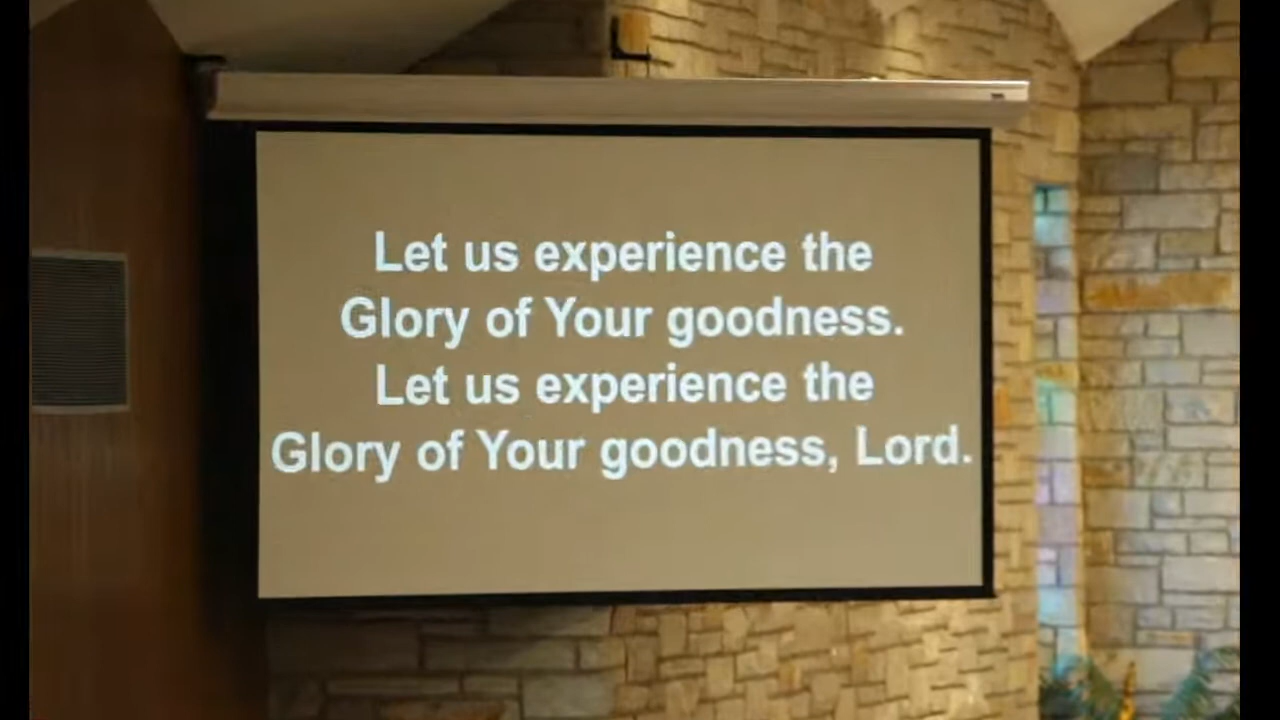 Let us experience the
Glory of Your goodness.
Let us experience the
Glory of Your goodness, Lord.